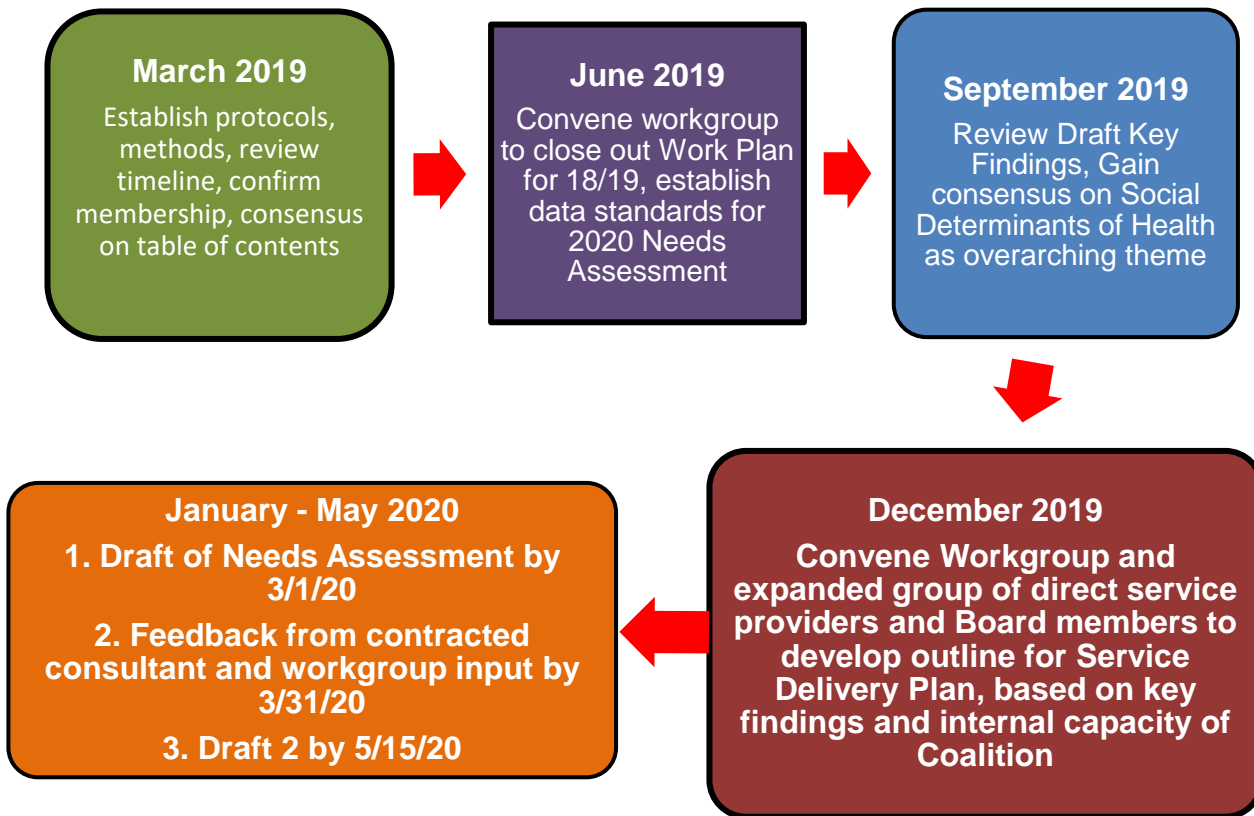 March 2019
Establish protocols,
methods, review
timeline, confirm
membership, consensus
on table of contents
June 2019
Convene workgroup
to close out Work Plan
for 18/19, establish
data standards for
2020 Needs
Assessment
September 2019
Review Draft Key
Findings, Gain
consensus on Social
Determinants of Health
as overarching theme
December 2019
Convene Workgroup and
expanded group of direct service
providers and Board members to
develop outline for Service
Delivery Plan, based on key
findings and internal capacity of
Coalition
January - May 2020
1. Draft of Needs Assessment by
3/1/20
2. Feedback from contracted
consultant and workgroup input by
3/31/20
3. Draft 2 by 5/15/20